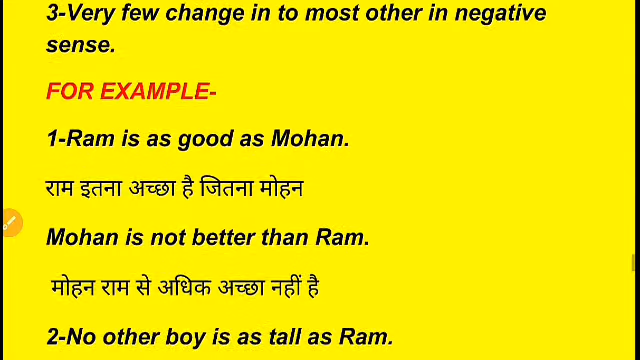 3-Very few change in to most other in negative
sense.
FOR EXAMPLE-
1-Ram is as good as Mohan.
राम इतना अच्छा है जितना मोहन
Mohan is not better than Ram.
मोहन राम से अधिक अच्छा नहीं है
2-No other boy is as tall as Ram.